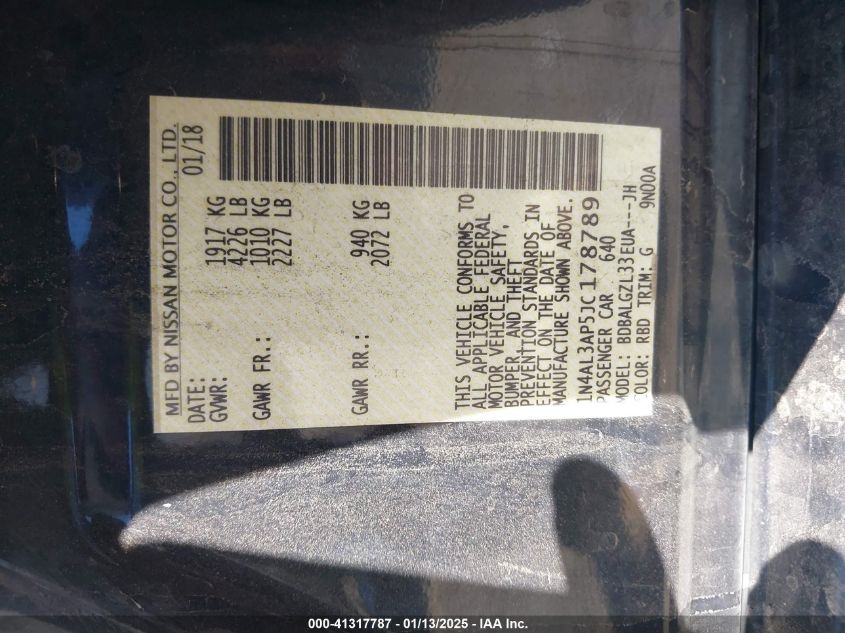 MFD BY NISSAN MOTOR CO., LTD.
DATE: 01/18
GVWR: 1917 KG
4226 LB
GAWR FR.: 1010 KG
2227 LB
GAWR RR.: 940 KG
2072 LB
THIS VEHICLE CONFORMS TO
ALL APPLICABLE FEDERAL
MOTOR VEHICLE SAFETY,
BUMPER, AND THEFT
PREVENTION STANDARDS IN
EFFECT ON THE DATE OF
MANUFACTURE SHOWN ABOVE.
1N4AL3AP5JC178789
PASSENGER CAR 640
MODEL: BDBALGZL33EUA---JH
COLOR: RBD TRIM: G 9N00A
000-41317787 - 01/13/2025 - IAA Inc.